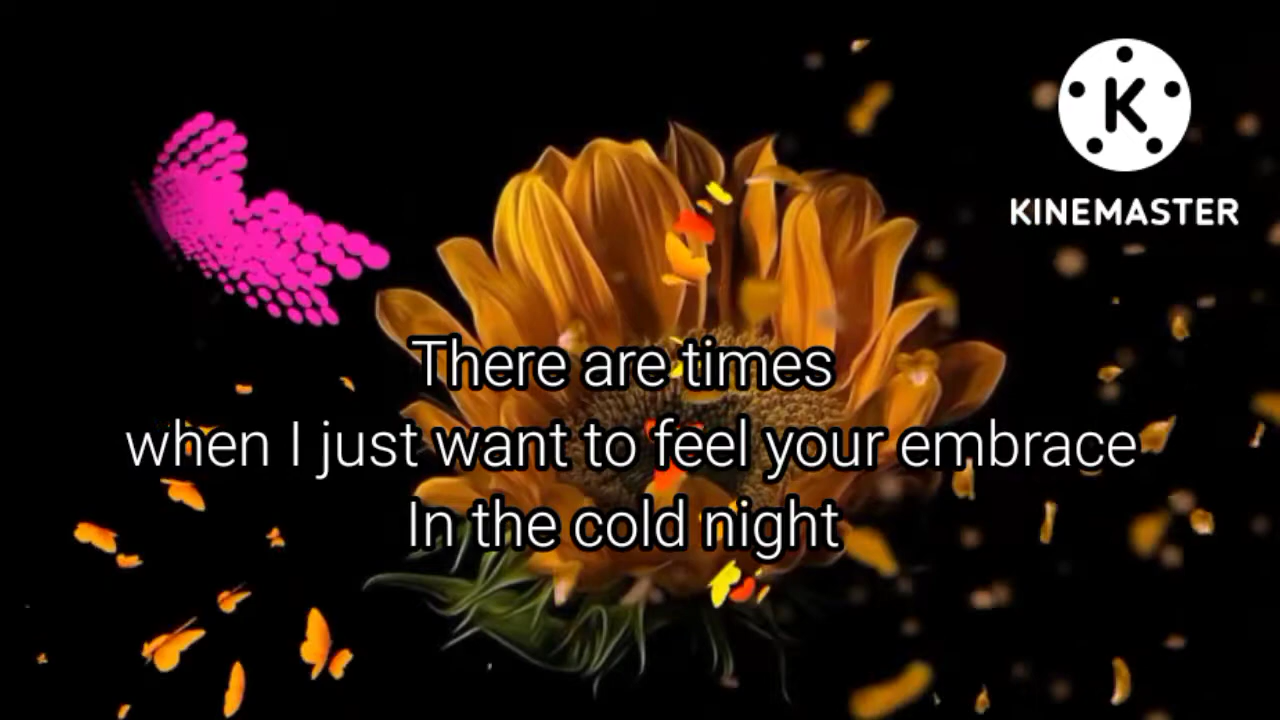 KINEMASTER
There are times
when I just want to feel your embrace
In the cold night